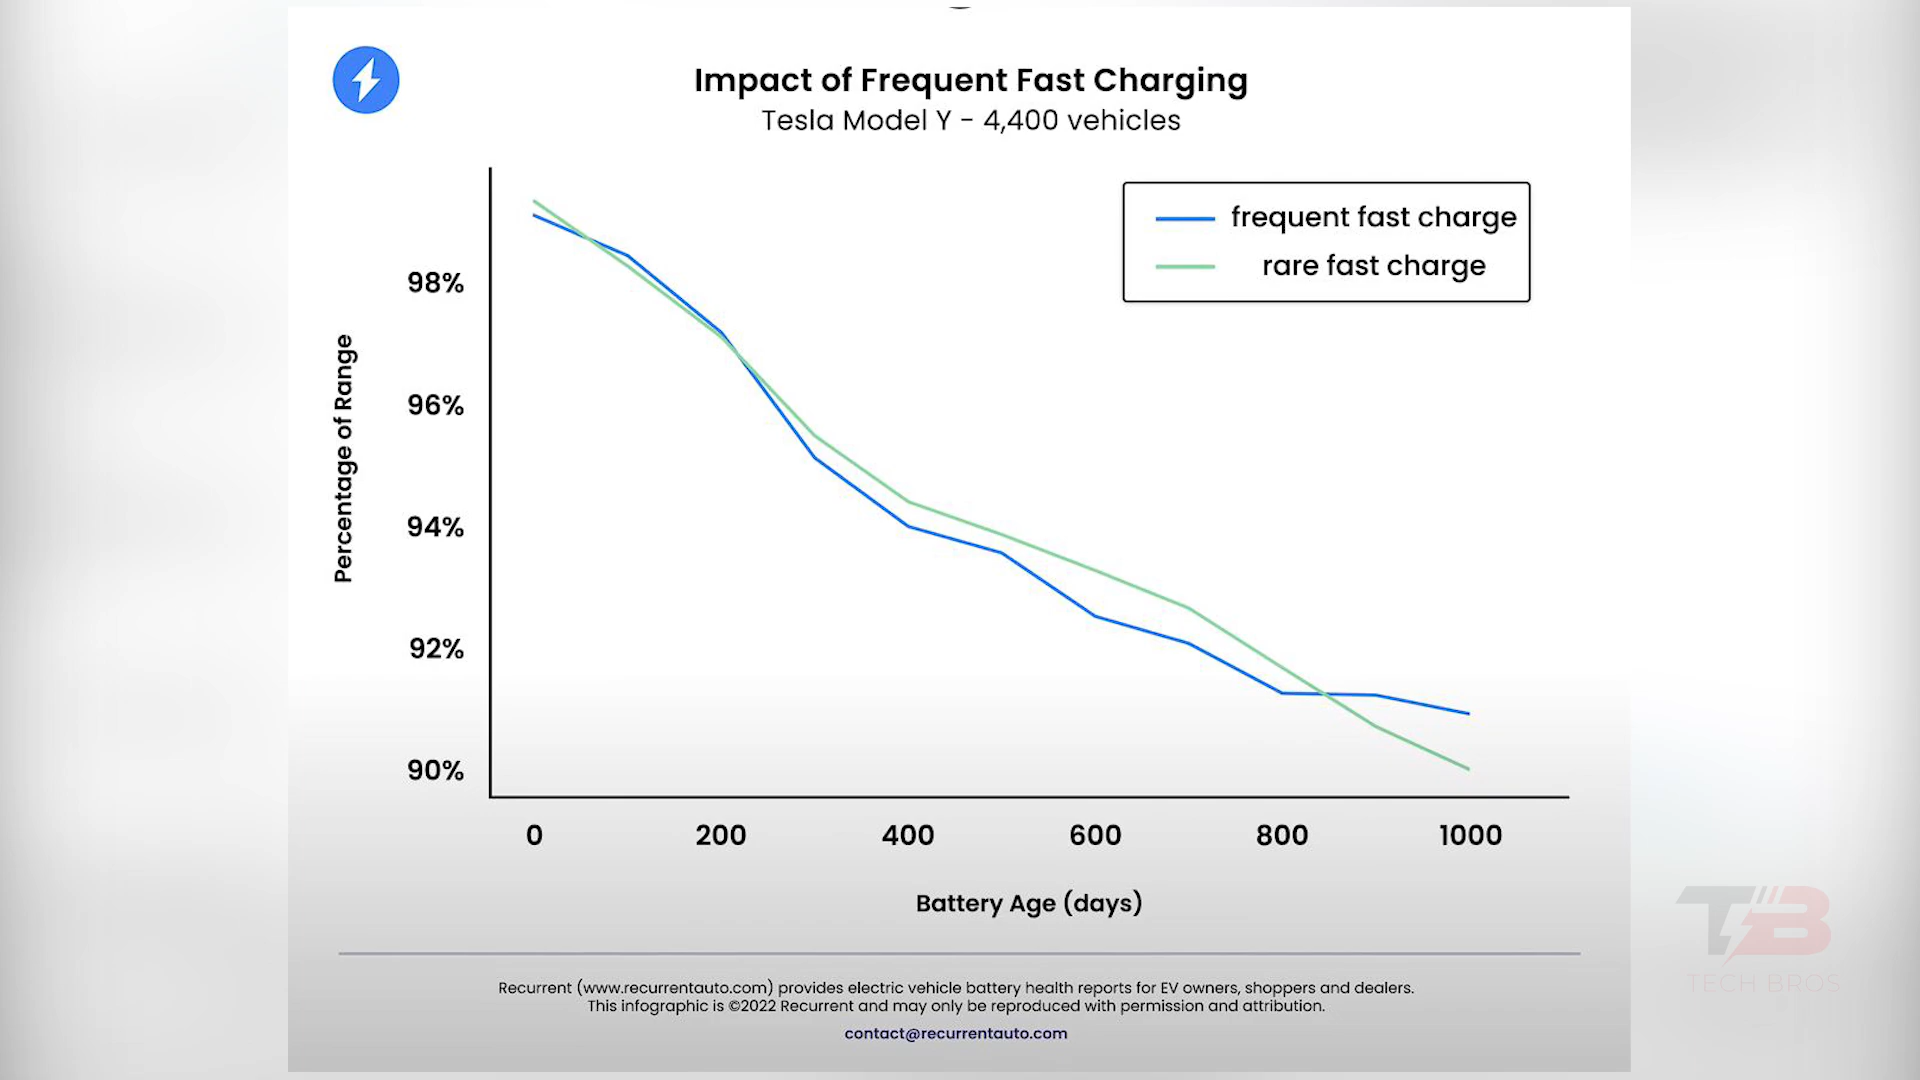 Impact of Frequent Fast Charging
Tesla Model Y - 4,400 vehicles
frequent fast charge
rare fast charge
Percentage of Range
98%
96%
94%
92%
90%
0 200 400 600 800 1000
Battery Age (days)
Recurrent (www.recurrentauto.com) provides electric vehicle battery health reports for EV owners, shoppers and dealers.
This infographic is ©2022 Recurrent and may only be reproduced with permission and attribution.
contact@recurrentauto.com
TB
TECH BROS